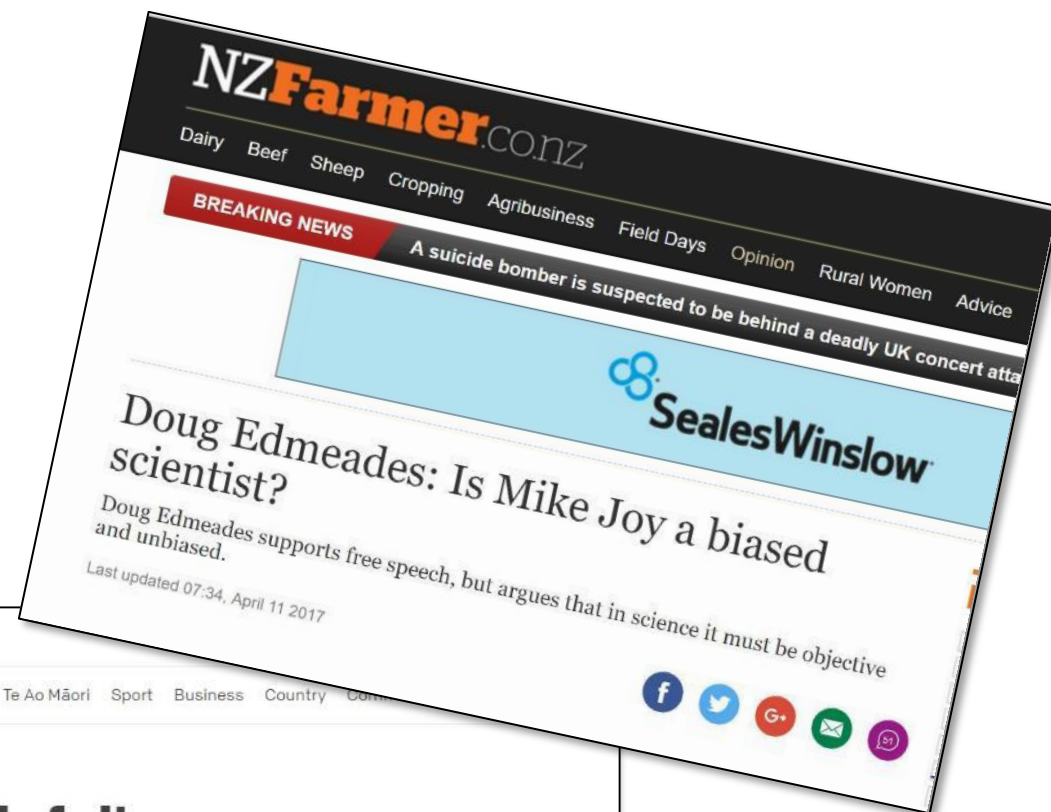 NZFarmer.co.nz
Dairy Beef Sheep Cropping Agribusiness Field Days Opinion Rural Women Advice
BREAKING NEWS A suicide bomber is suspected to be behind a deadly UK concert atta
SealesWinslow
Doug Edmeades: Is Mike Joy a biased
scientist?
Doug Edmeades supports free speech, but argues that in science it must be objective
and unbiased.
Last updated 07:34, April 11 2017
f G+ 51
Te Ao Māori Sport Business Country